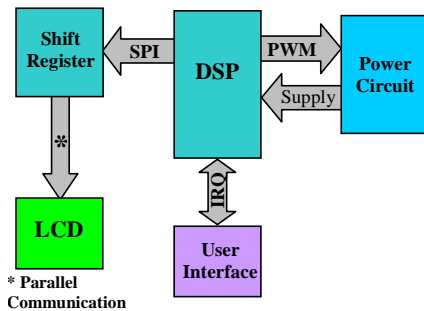 Shift
Register
SPI
DSP
PWM
Supply
Power
Circuit
*
IRQ
LCD
User
Interface
* Parallel
Communication